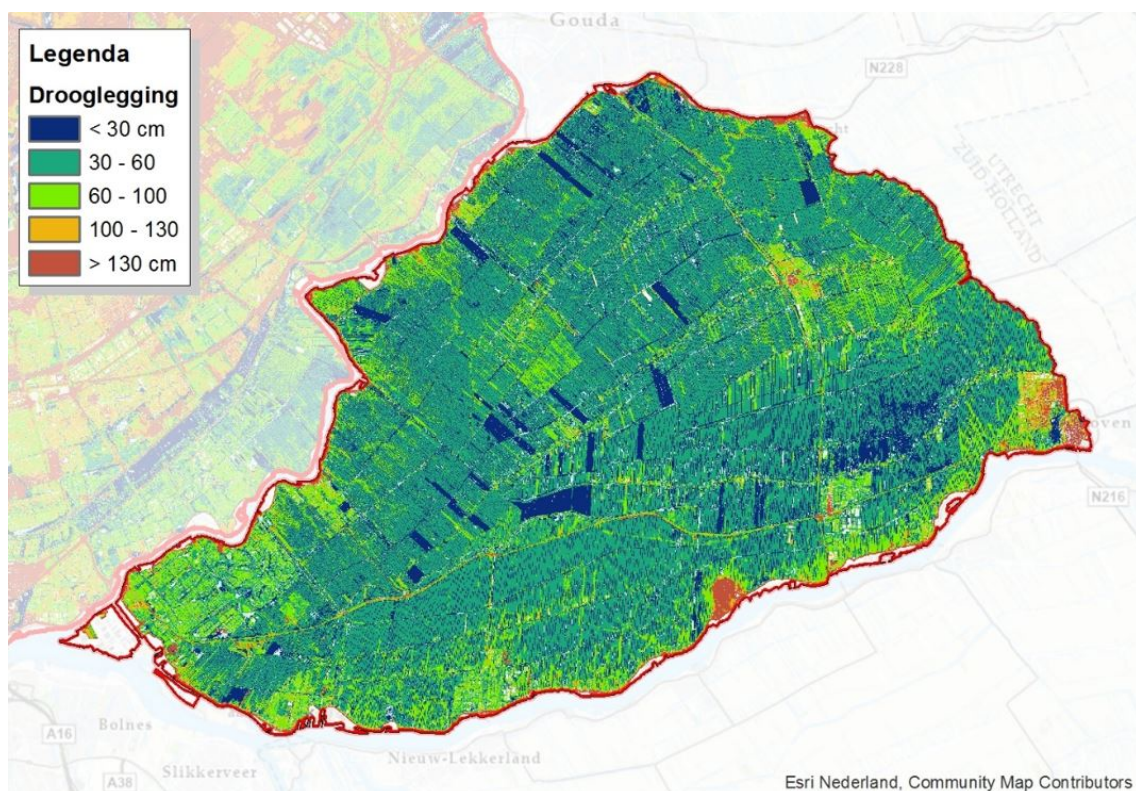 Gouda
Legenda
Drooglegging
< 30 cm
30 - 60
60 - 100
100 - 130
> 130 cm
N228
UTRECHT
ZUID-HOLLAND
N216
Bolnes
A16
Slikkerveer
A38
Nieuw-Lekkerland
Esri Nederland, Community Map Contributors